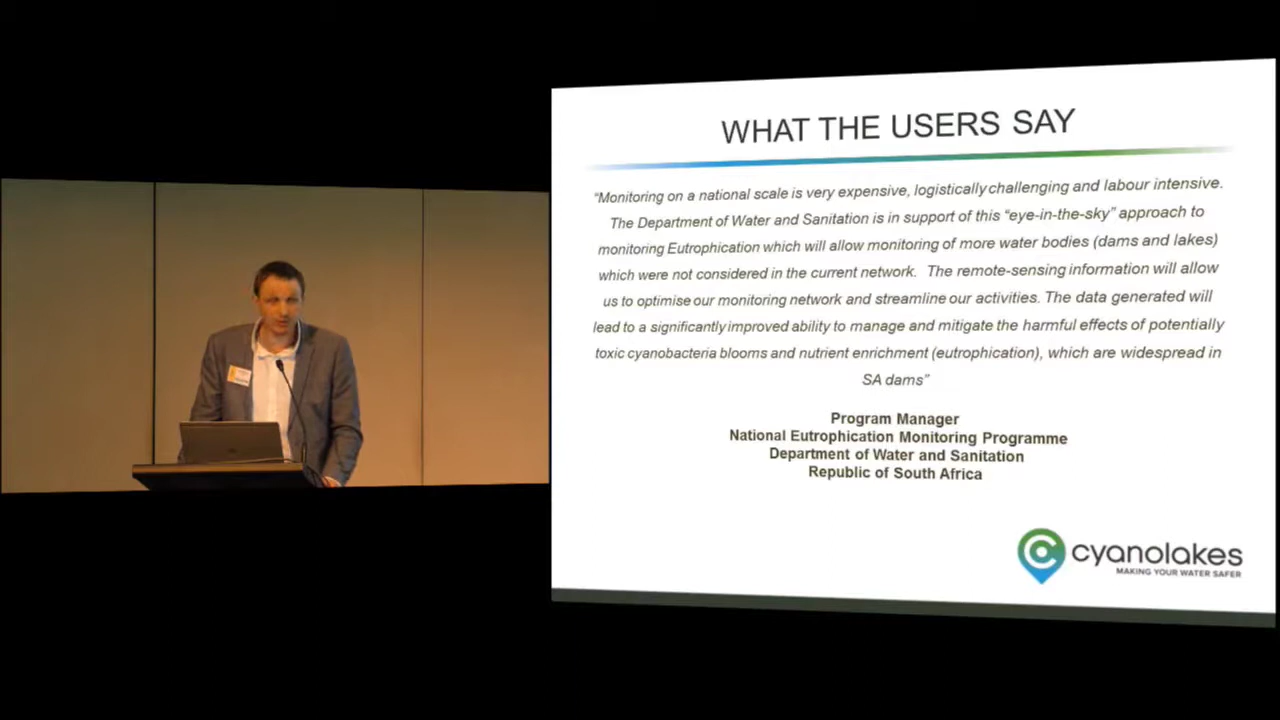 WHAT THE USERS SAY
“Monitoring on a national scale is very expensive, logistically challenging and labour intensive.
The Department of Water and Sanitation is in support of this “eye-in-the-sky” approach to
monitoring Eutrophication which will allow monitoring of more water bodies (dams and lakes)
which were not considered in the current network. The remote-sensing information will allow
us to optimise our monitoring network and streamline our activities. The data generated will
lead to a significantly improved ability to manage and mitigate the harmful effects of potentially
toxic cyanobacteria blooms and nutrient enrichment (eutrophication), which are widespread in
SA dams”
Program Manager
National Eutrophication Monitoring Programme
Department of Water and Sanitation
Republic of South Africa
cyanolakes
MAKING YOUR WATER SAFER